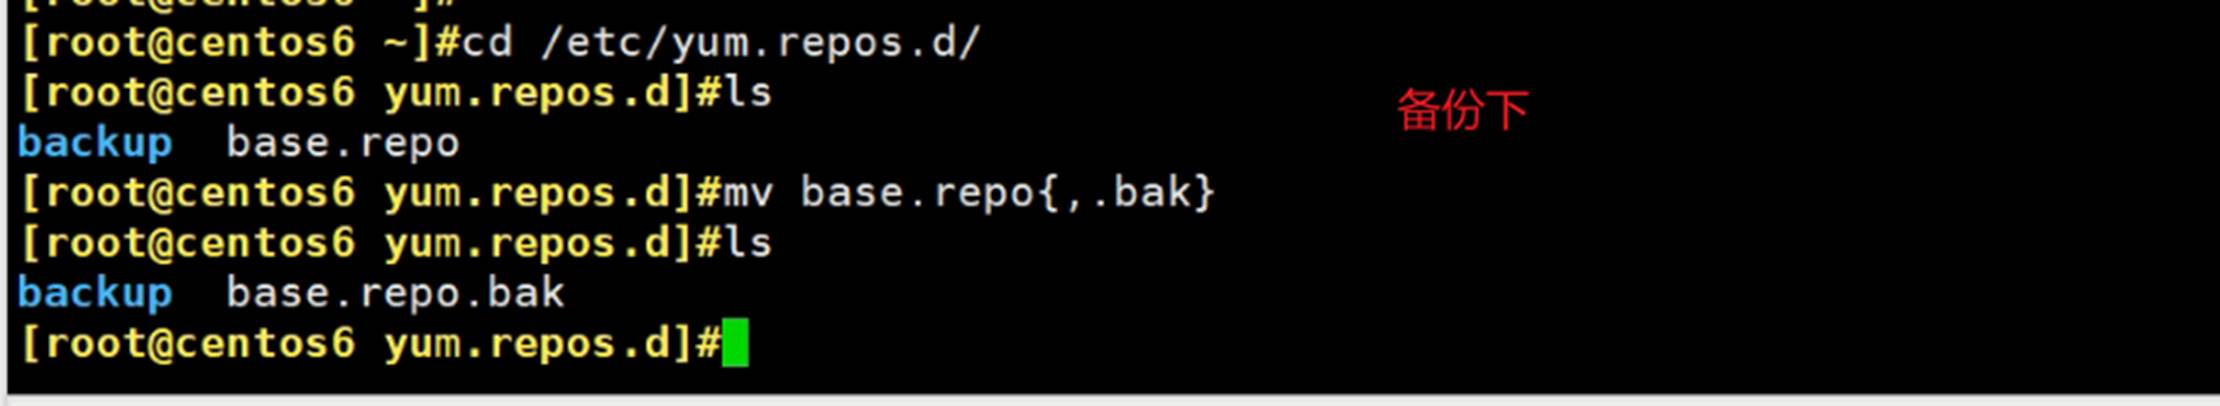 [root@centos6 ~]#
[root@centos6 ~]#cd /etc/yum.repos.d/
[root@centos6 yum.repos.d]#ls
备份下
backup  base.repo
[root@centos6 yum.repos.d]#mv base.repo{,.bak}
[root@centos6 yum.repos.d]#ls
backup  base.repo.bak
[root@centos6 yum.repos.d]#